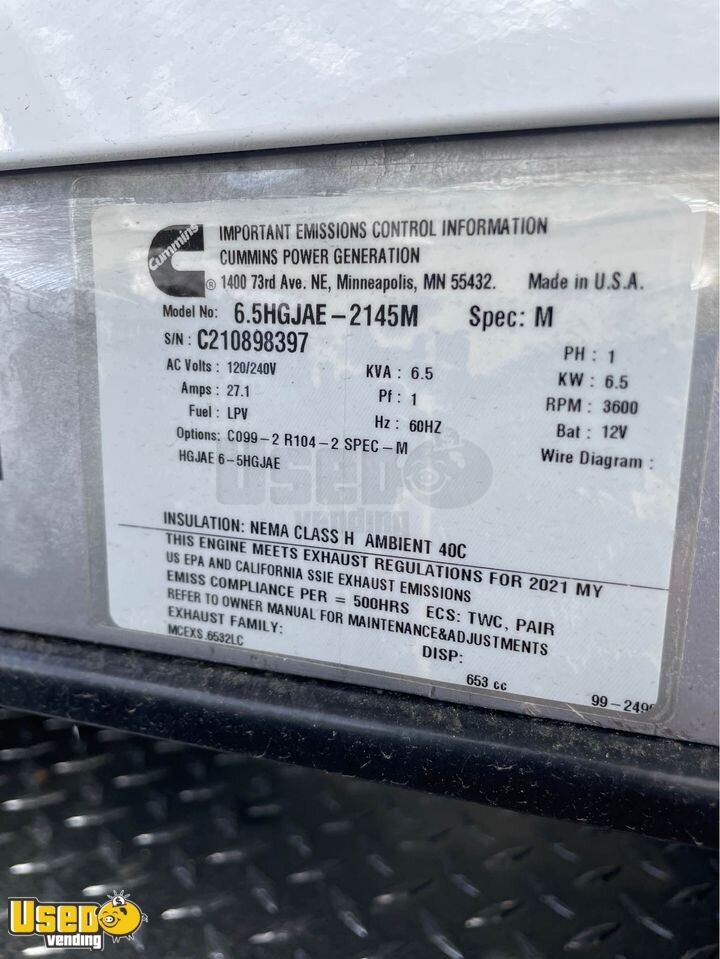 Cummins
IMPORTANT EMISSIONS CONTROL INFORMATION
CUMMINS POWER GENERATION
® 1400 73rd Ave. NE, Minneapolis, MN 55432. Made in U.S.A.
Model No: 6.5HGJAE-2145M Spec: M
S/N: C210898397
AC Volts: 120/240V KVA: 6.5 PH: 1
Amps: 27.1 Pf: 1 KW: 6.5
Fuel: LPV Hz: 60HZ RPM: 3600
Options: C099-2 R104-2 SPEC-M Bat: 12V
HGJAE 6-5HGJAE Wire Diagram:
Used
vending
INSULATION: NEMA CLASS H AMBIENT 40C
THIS ENGINE MEETS EXHAUST REGULATIONS FOR 2021 MY
US EPA AND CALIFORNIA SSIE EXHAUST EMISSIONS
EMISS COMPLIANCE PER = 500HRS ECS: TWC, PAIR
REFER TO OWNER MANUAL FOR MAINTENANCE&ADJUSTMENTS
EXHAUST FAMILY: DISP:
MCEXS.6532LC 653 cc
Used
vending